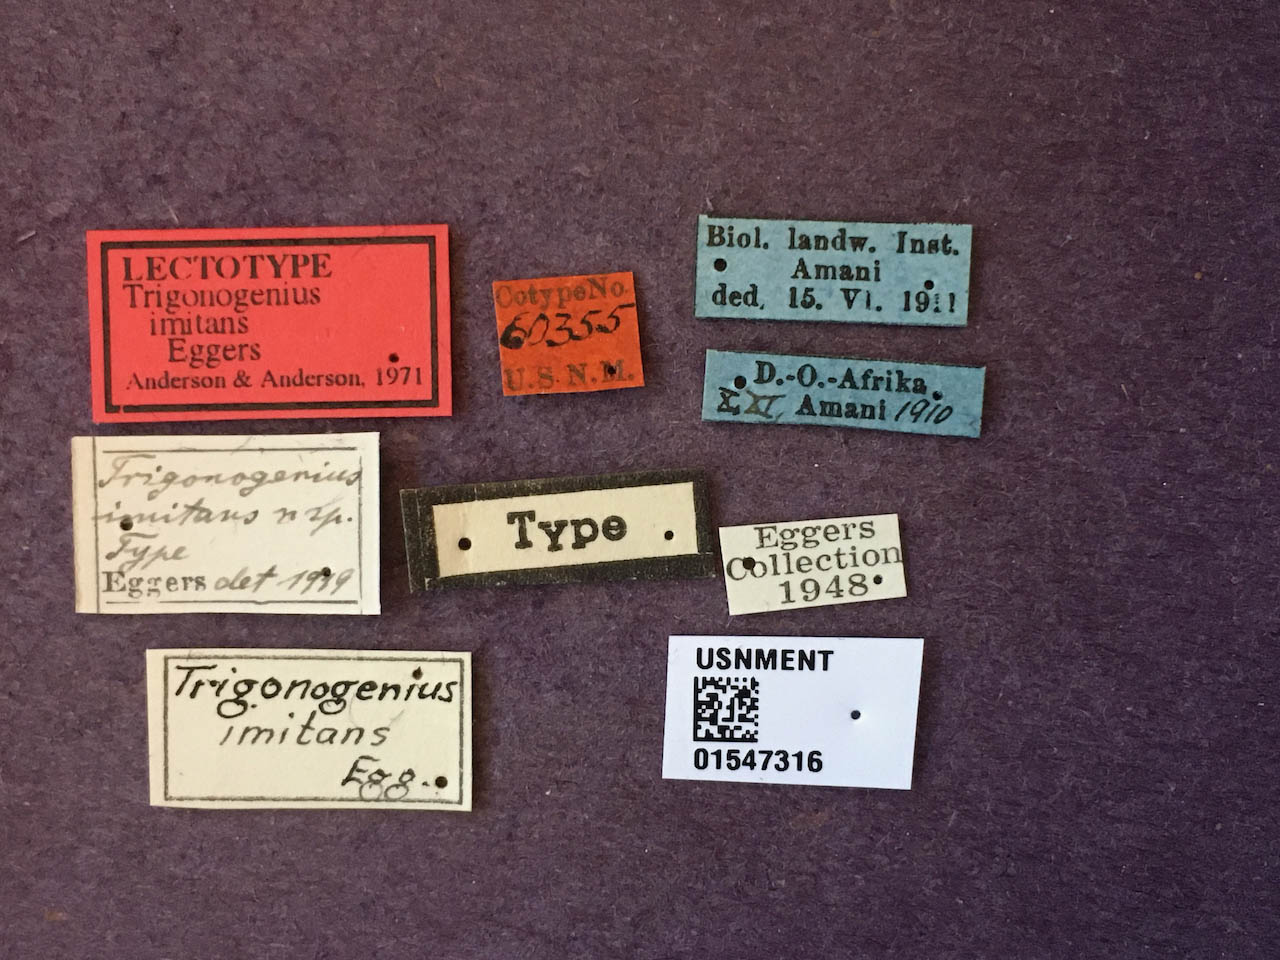 LECTOTYPE
Trigonogenius
imitans
Eggers
Anderson & Anderson, 1971
CotypeNo.
60355
U.S.N.M.
Biol. landw. Inst.
Amani
ded. 15. VI. 1911
D.-O.-Afrika.
X, XI, Amani 1910
Trigonogenius
imitans n sp.
Type
Eggers det 1919
Type
Eggers
Collection
1948
Trigonogenius
imitans
Egg.
USNMENT
01547316